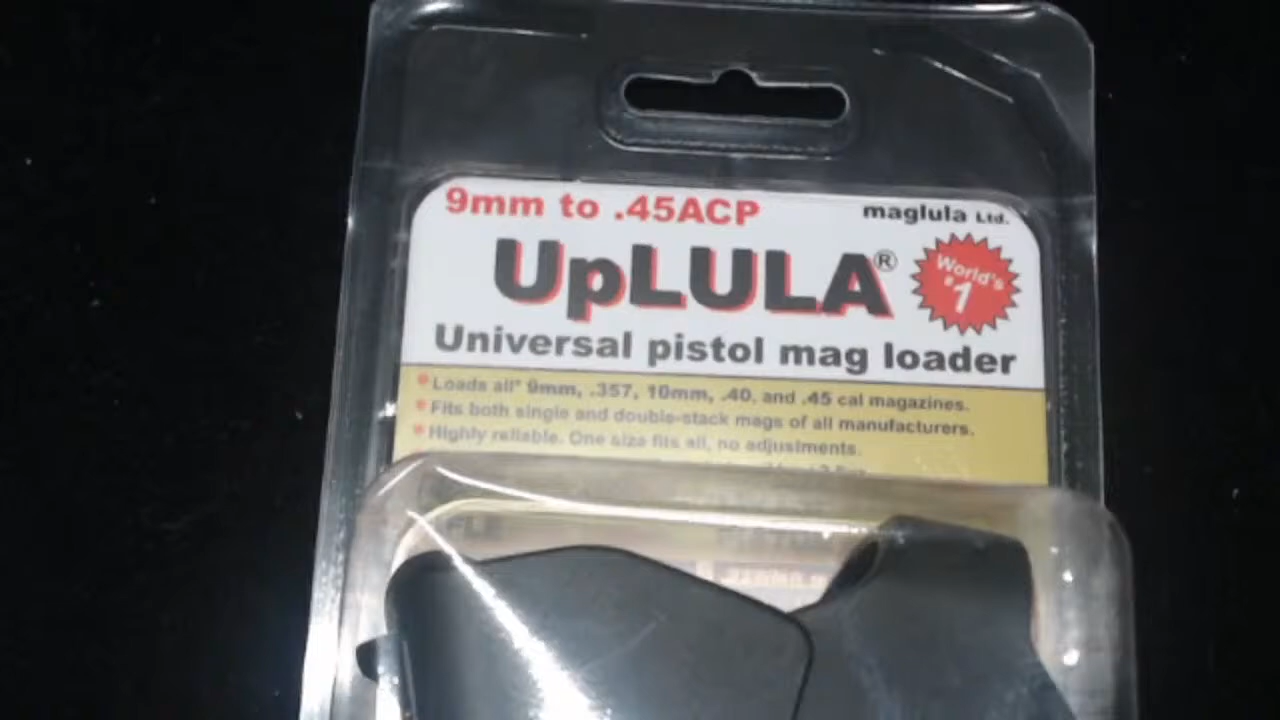 9mm to .45ACP
maglula Ltd.
UpLULA®
World's
#1
Universal pistol mag loader
Loads all* 9mm, .357, 10mm, .40, and .45 cal magazines.
Fits both single and double-stack mags of all manufacturers.
Highly reliable. One size fits all, no adjustments.